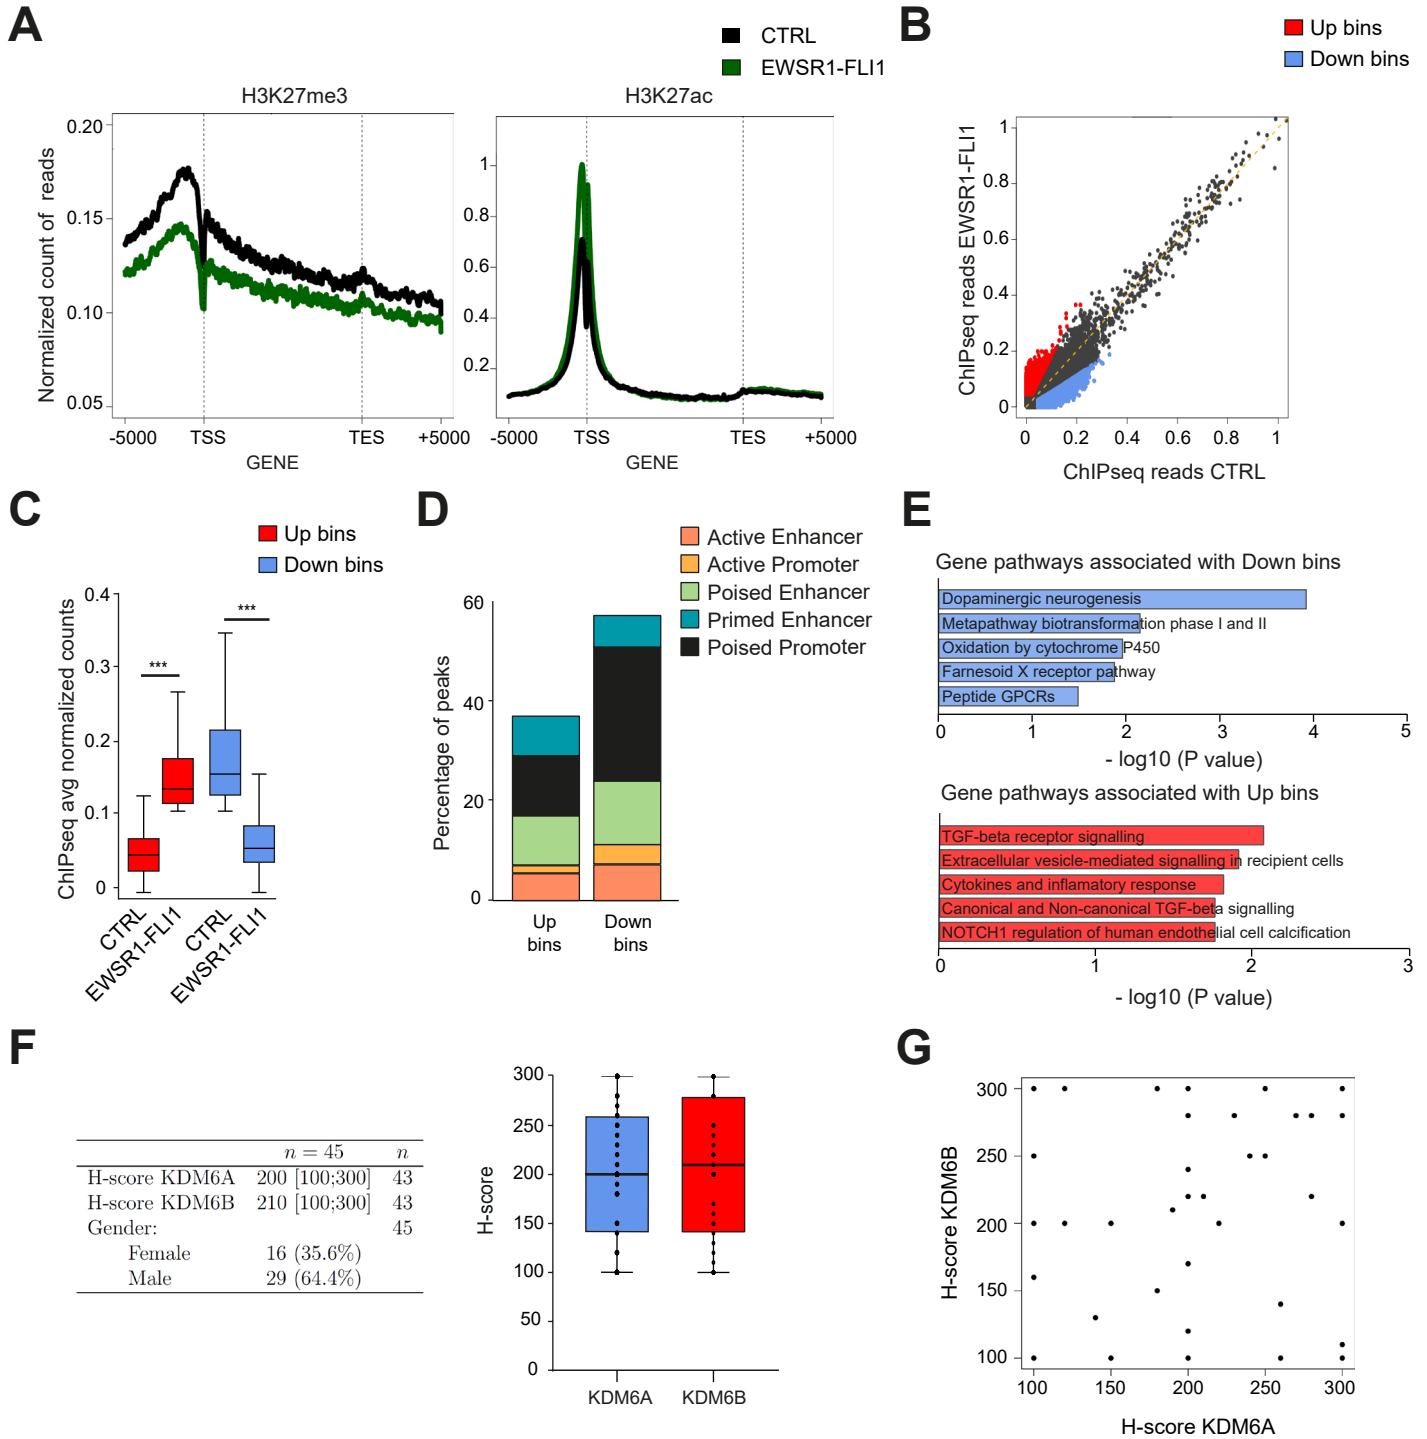 A
CTRL
EWSR1-FLI1
H3K27me3
H3K27ac
Normalized count of reads
0.20
0.15
0.10
0.05
-5000
TSS
TES
+5000
GENE
1
0.8
0.6
0.4
0.2
-5000
TSS
TES
+5000
GENE
B
Up bins
Down bins
ChIPseq reads EWSR1-FLI1
1
0.8
0.6
0.4
0.2
0
0
0.2
0.4
0.6
0.8
1
ChIPseq reads CTRL
C
Up bins
Down bins
ChIPseq avg normalized counts
0.4
0.3
0.2
0.1
0
***
***
CTRL
EWSR1-FLI1
CTRL
EWSR1-FLI1
D
Active Enhancer
Active Promoter
Poised Enhancer
Primed Enhancer
Poised Promoter
Percentage of peaks
60
40
20
0
Up
bins
Down
bins
E
Gene pathways associated with Down bins
Dopaminergic neurogenesis
Metapathway biotransformation phase I and II
Oxidation by cytochrome P450
Farnesoid X receptor pathway
Peptide GPCRs
0
1
2
3
4
5
- log10 (P value)
Gene pathways associated with Up bins
TGF-beta receptor signalling
Extracellular vesicle-mediated signalling in recipient cells
Cytokines and inflamatory response
Canonical and Non-canonical TGF-beta signalling
NOTCH1 regulation of human endothelial cell calcification
0
1
2
3
- log10 (P value)
F
n = 45 n
H-score KDM6A 200 [100;300] 43
H-score KDM6B 210 [100;300] 43
Gender: 45
Female 16 (35.6%)
Male 29 (64.4%)
H-score
300
250
200
150
100
50
0
KDM6A
KDM6B
G
H-score KDM6B
300
250
200
150
100
100
150
200
250
300
H-score KDM6A